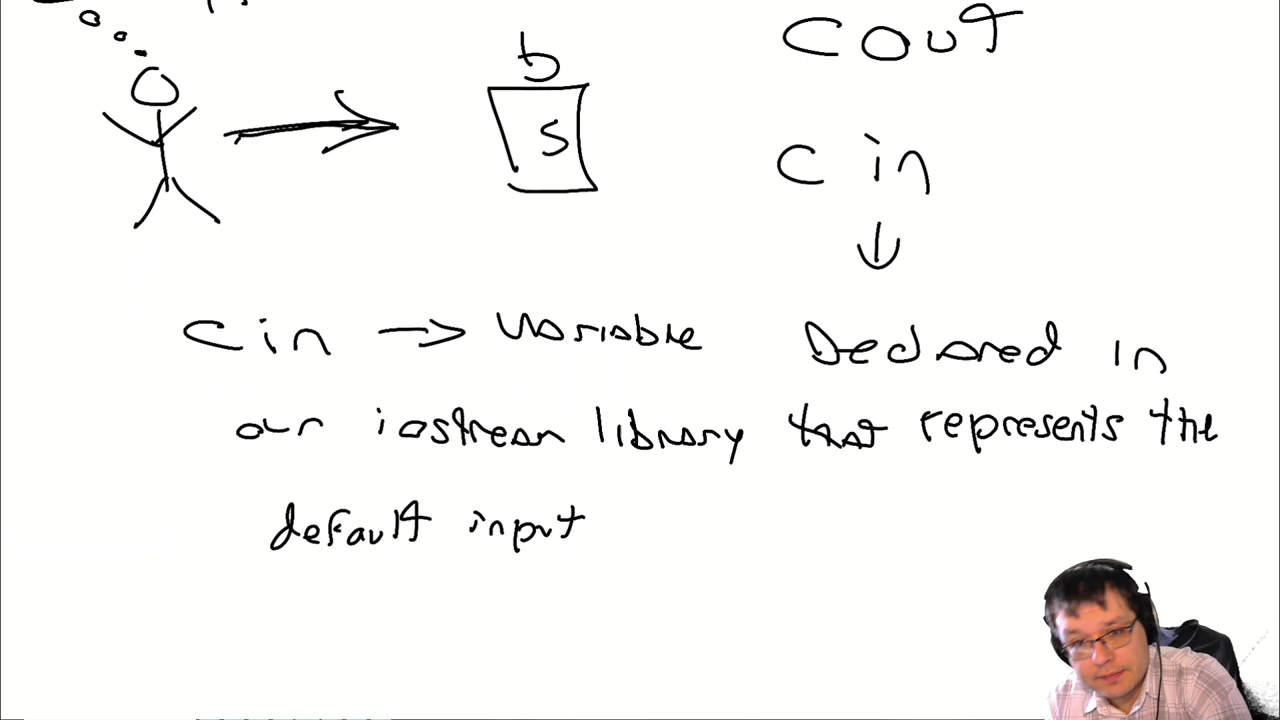 b
S
cout
cin
cin → variable Declared in
our iostream library that represents the
default input